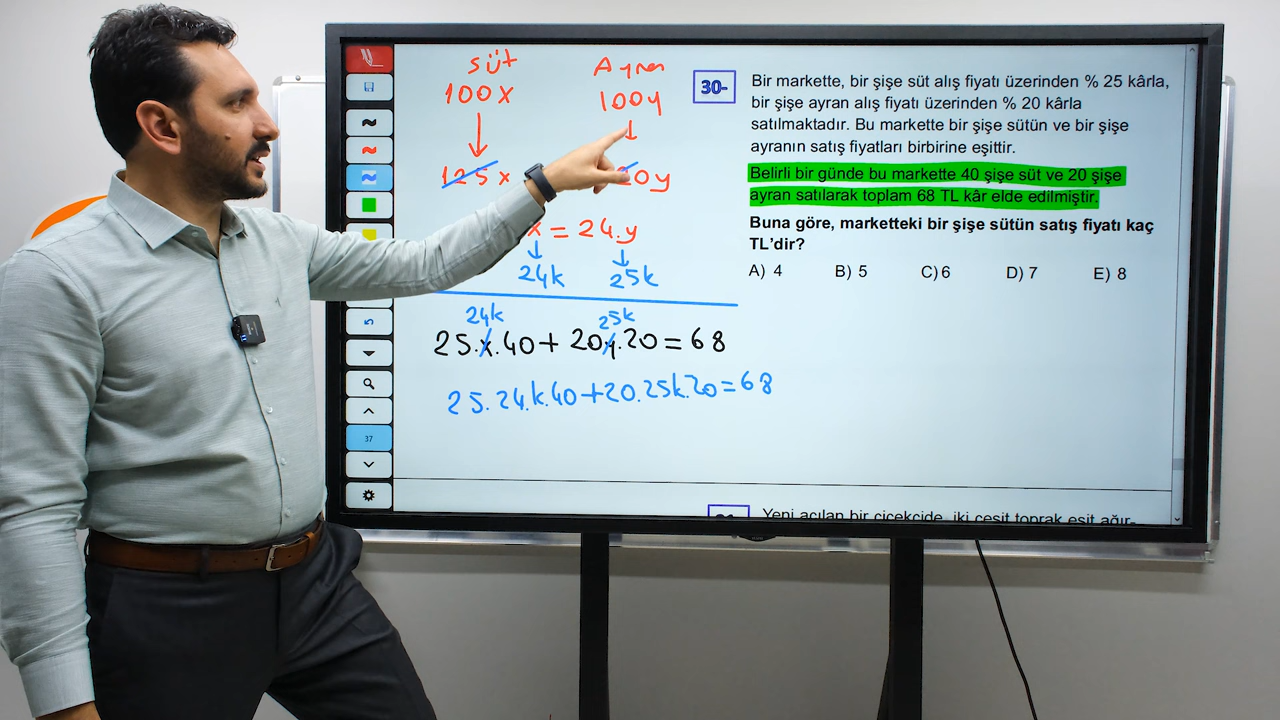 süt
Ayran
100x
100y
125x
20y
x = 24.y
24k
25k
24k
25k
25.x.40+20y.20=68
25.24.k.40+20.25k.20=68
30-
Bir markette, bir şişe süt alış fiyatı üzerinden % 25 kârla,
bir şişe ayran alış fiyatı üzerinden % 20 kârla
satılmaktadır. Bu markette bir şişe sütün ve bir şişe
ayranın satış fiyatları birbirine eşittir.
Belirli bir günde bu markette 40 şişe süt ve 20 şişe
ayran satılarak toplam 68 TL kâr elde edilmiştir.
Buna göre, marketteki bir şişe sütün satış fiyatı kaç
TL'dir?
A) 4 B) 5 C) 6 D) 7 E) 8
Yeni açılan bir çiçekçide, iki çeşit toprak eşit ağır-
37